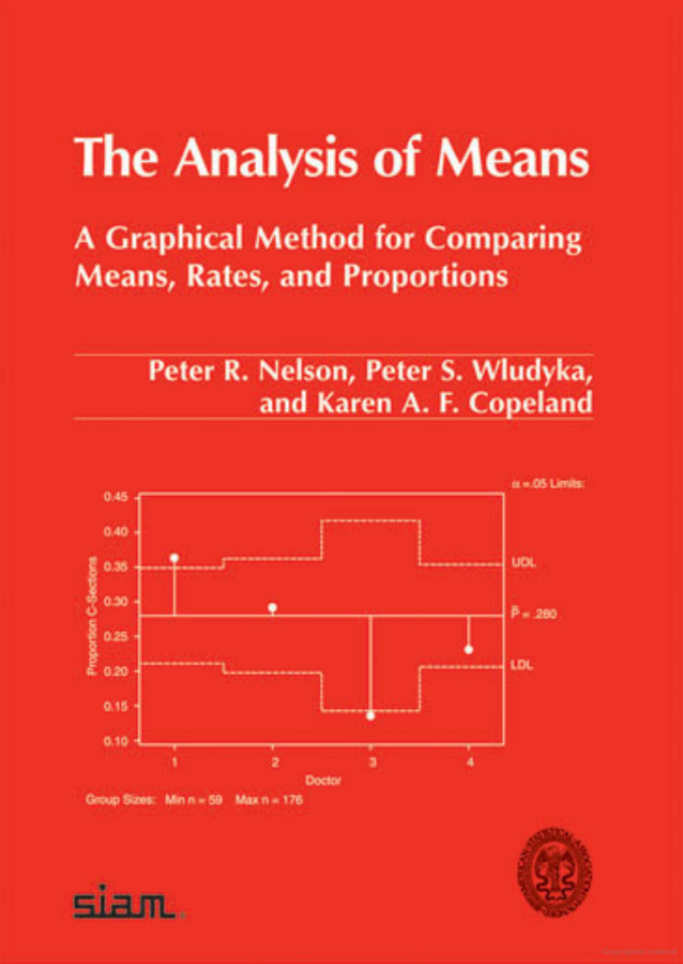 The Analysis of Means
A Graphical Method for Comparing
Means, Rates, and Proportions
Peter R. Nelson, Peter S. Wludyka,
and Karen A. F. Copeland
α = .05 Limits:
0.45
0.40
0.35
0.30
0.25
0.20
0.15
0.10
Proportion C-Sections
UDL
P̄ = .280
LDL
1 2 3 4
Doctor
Group Sizes: Min n = 59 Max n = 176
siam